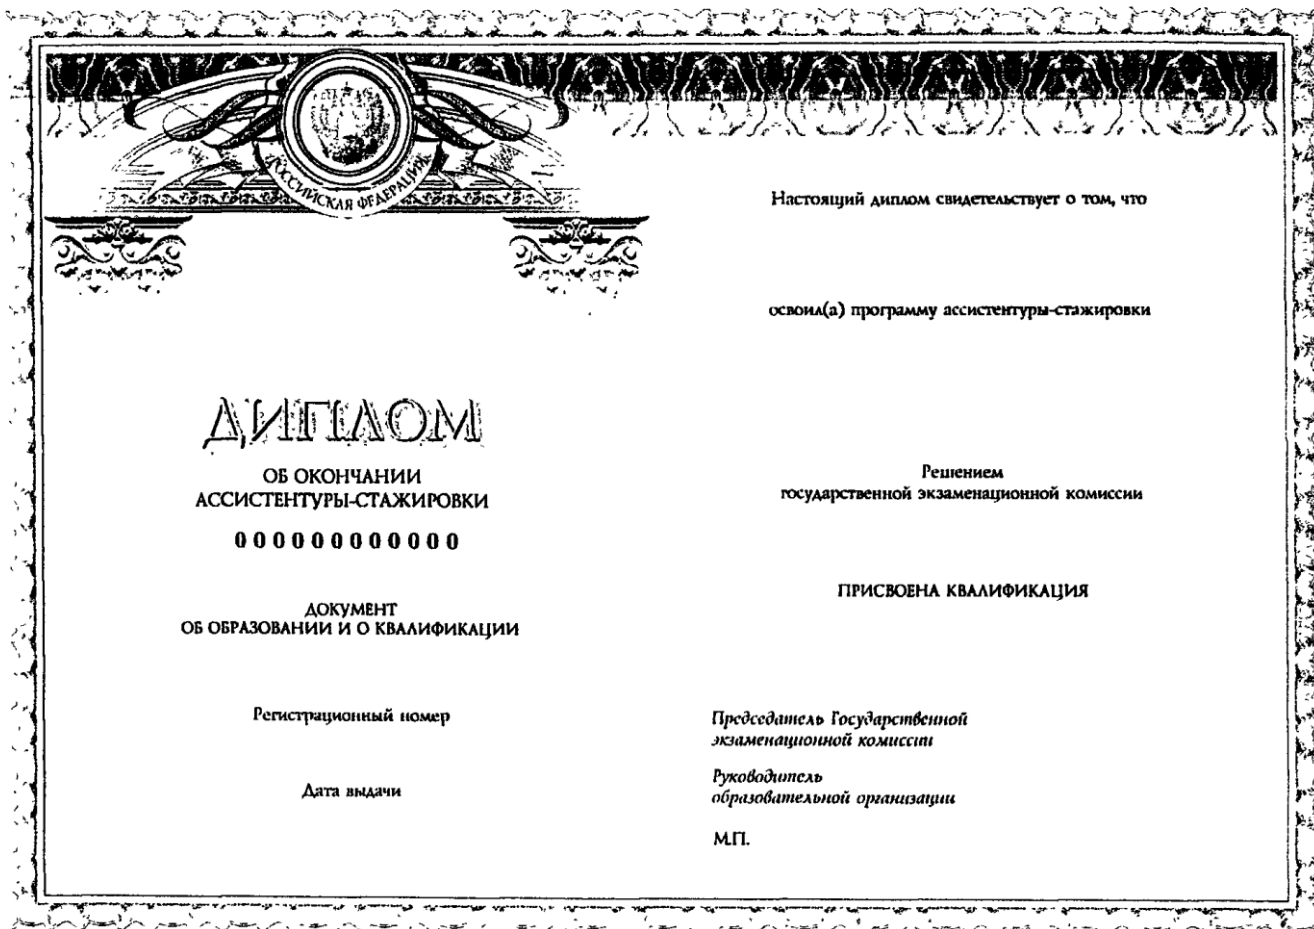 РОССИЙСКАЯ ФЕДЕРАЦИЯ
ДИПЛОМ
ОБ ОКОНЧАНИИ
АССИСТЕНТУРЫ-СТАЖИРОВКИ
000000000000
ДОКУМЕНТ
ОБ ОБРАЗОВАНИИ И О КВАЛИФИКАЦИИ
Регистрационный номер
Дата выдачи
Настоящий диплом свидетельствует о том, что
освоил(а) программу ассистентуры-стажировки
Решением
государственной экзаменационной комиссии
ПРИСВОЕНА КВАЛИФИКАЦИЯ
Председатель Государственной
экзаменационной комиссии
Руководитель
образовательной организации
М.П.